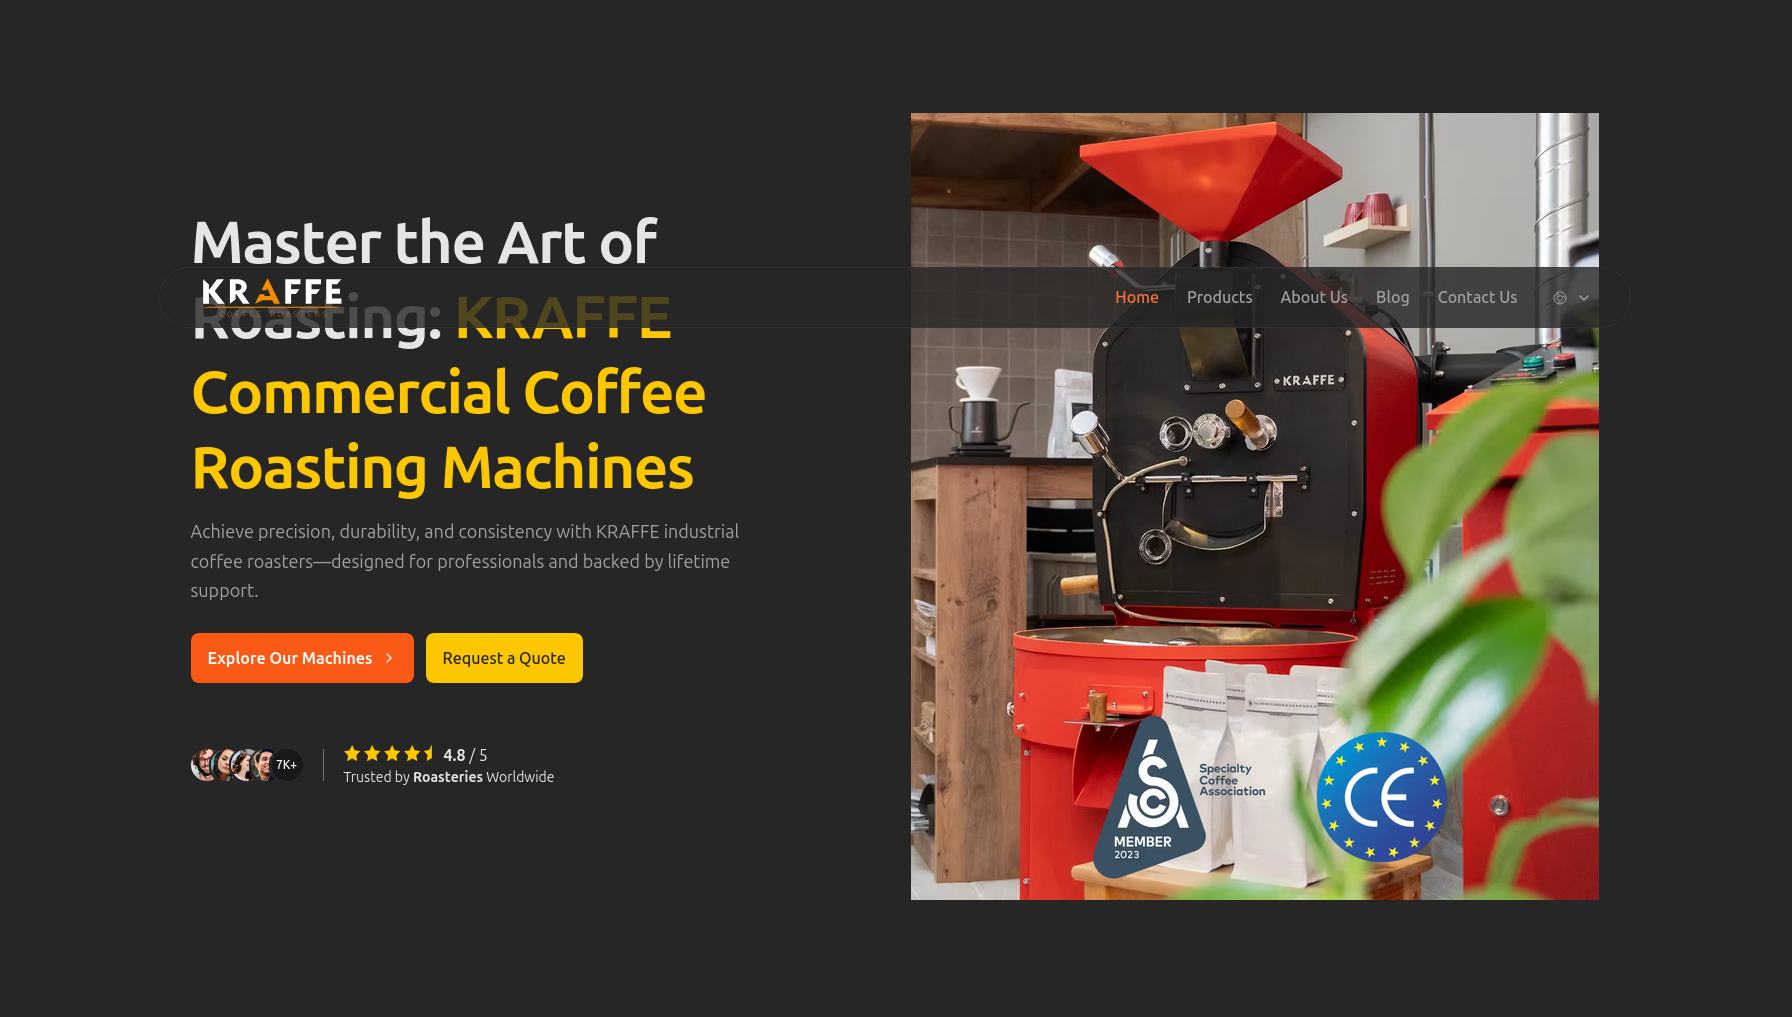 Master the Art of
KRAFFE
COFFEE ROASTERS
Home Products About Us Blog Contact Us
Roasting: KRAFFE
Commercial Coffee
Roasting Machines
Achieve precision, durability, and consistency with KRAFFE industrial
coffee roasters—designed for professionals and backed by lifetime
support.
Explore Our Machines
Request a Quote
7K+
4.8 / 5
Trusted by Roasteries Worldwide
KRAFFE
Specialty
Coffee
Association
SCA
MEMBER
2023
CE